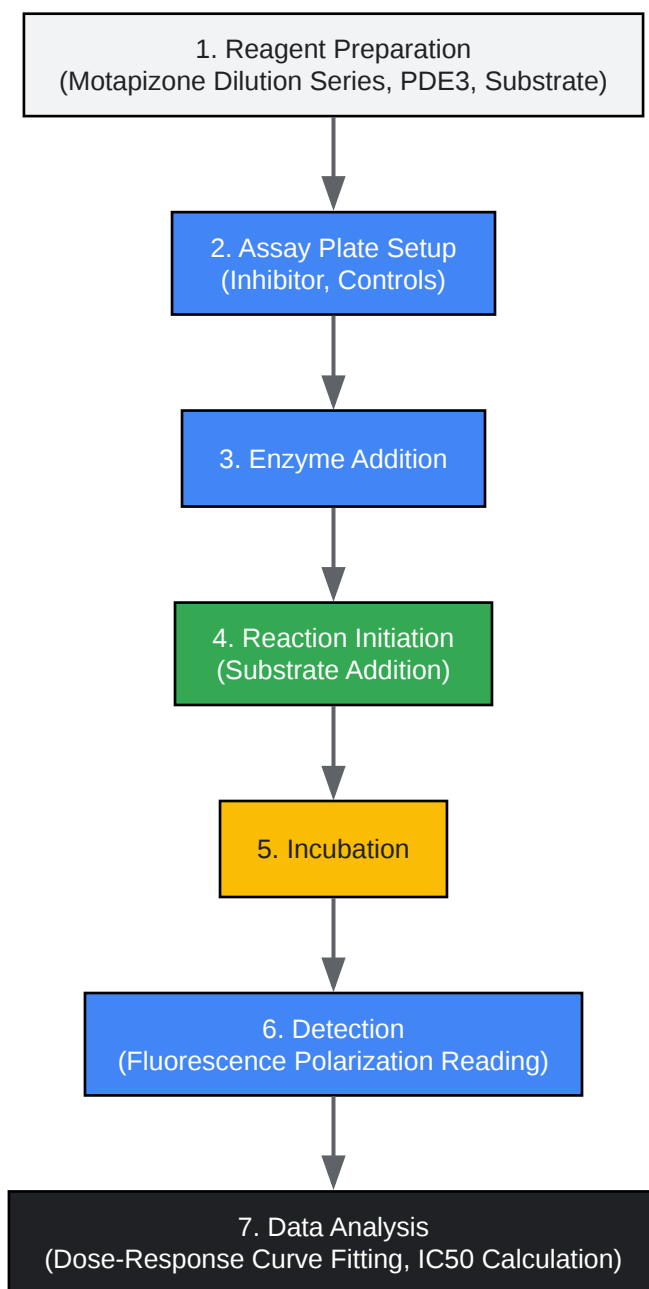 1. Reagent Preparation
(Motapizone Dilution Series, PDE3, Substrate)
2. Assay Plate Setup
(Inhibitor, Controls)
3. Enzyme Addition
4. Reaction Initiation
(Substrate Addition)
5. Incubation
6. Detection
(Fluorescence Polarization Reading)
7. Data Analysis
(Dose-Response Curve Fitting, IC50 Calculation)